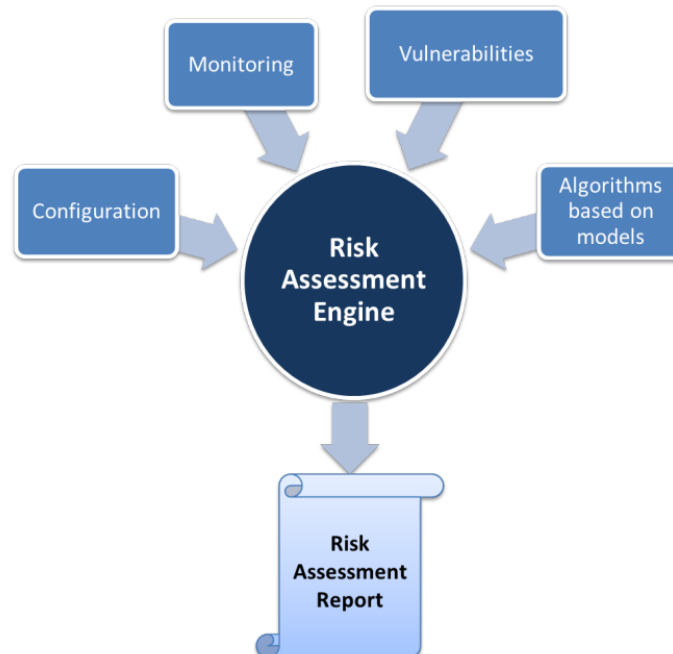 Monitoring
Vulnerabilities
Configuration
Algorithms
based on
models
Risk
Assessment
Engine
Risk
Assessment
Report